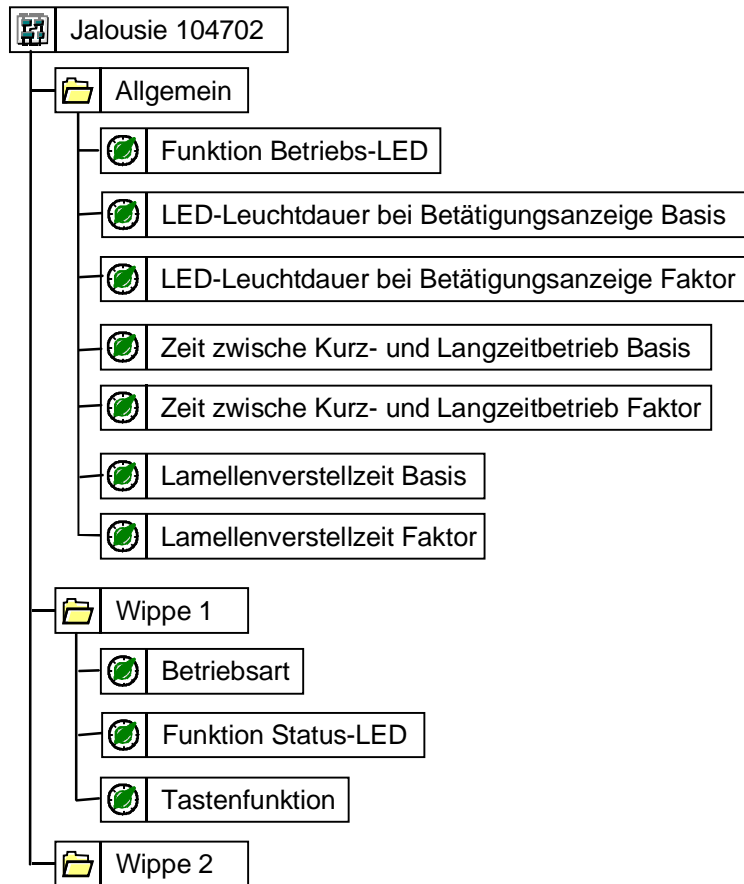 Jalousie 104702
Allgemein
Funktion Betriebs-LED
LED-Leuchtdauer bei Betätigungsanzeige Basis
LED-Leuchtdauer bei Betätigungsanzeige Faktor
Zeit zwische Kurz- und Langzeitbetrieb Basis
Zeit zwische Kurz- und Langzeitbetrieb Faktor
Lamellenverstellzeit Basis
Lamellenverstellzeit Faktor
Wippe 1
Betriebsart
Funktion Status-LED
Tastenfunktion
Wippe 2